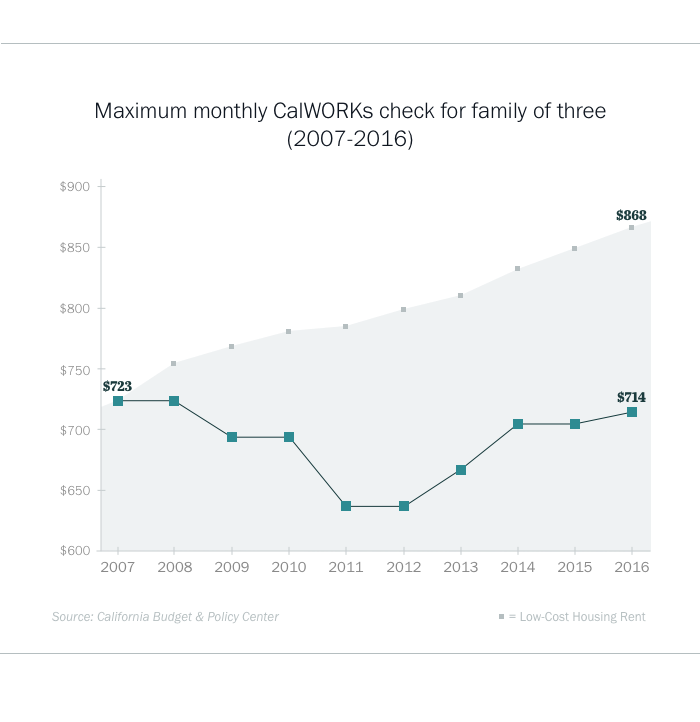 Maximum monthly CalWORKs check for family of three
(2007-2016)
$900
$868
$850
$800
$750
$723
$714
$700
$650
$600
2007 2008 2009 2010 2011 2012 2013 2014 2015 2016
Source: California Budget & Policy Center
= Low-Cost Housing Rent